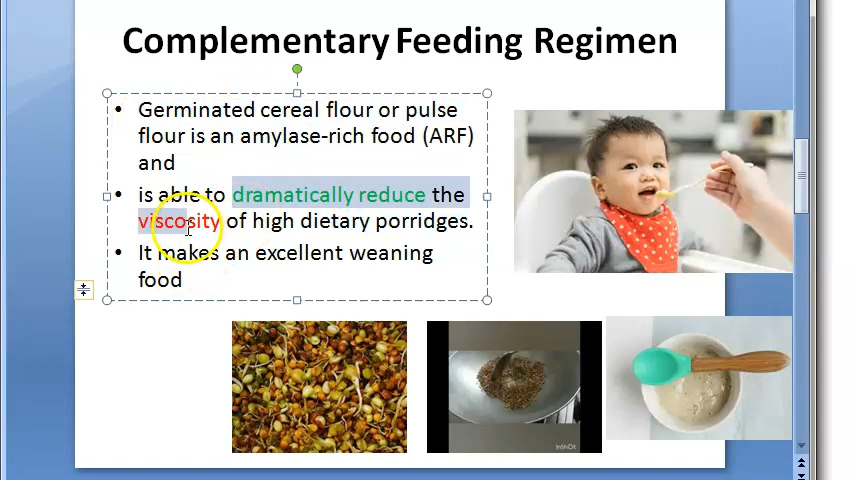 Complementary Feeding Regimen
• Germinated cereal flour or pulse
flour is an amylase-rich food (ARF)
and
• is able to dramatically reduce the
viscosity of high dietary porridges.
• It makes an excellent weaning
food
InShOt